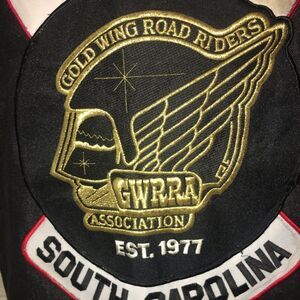 GOLD WING ROAD RIDERS
GWRRA
ASSOCIATION
EST. 1977
SOUTH CAROLINA